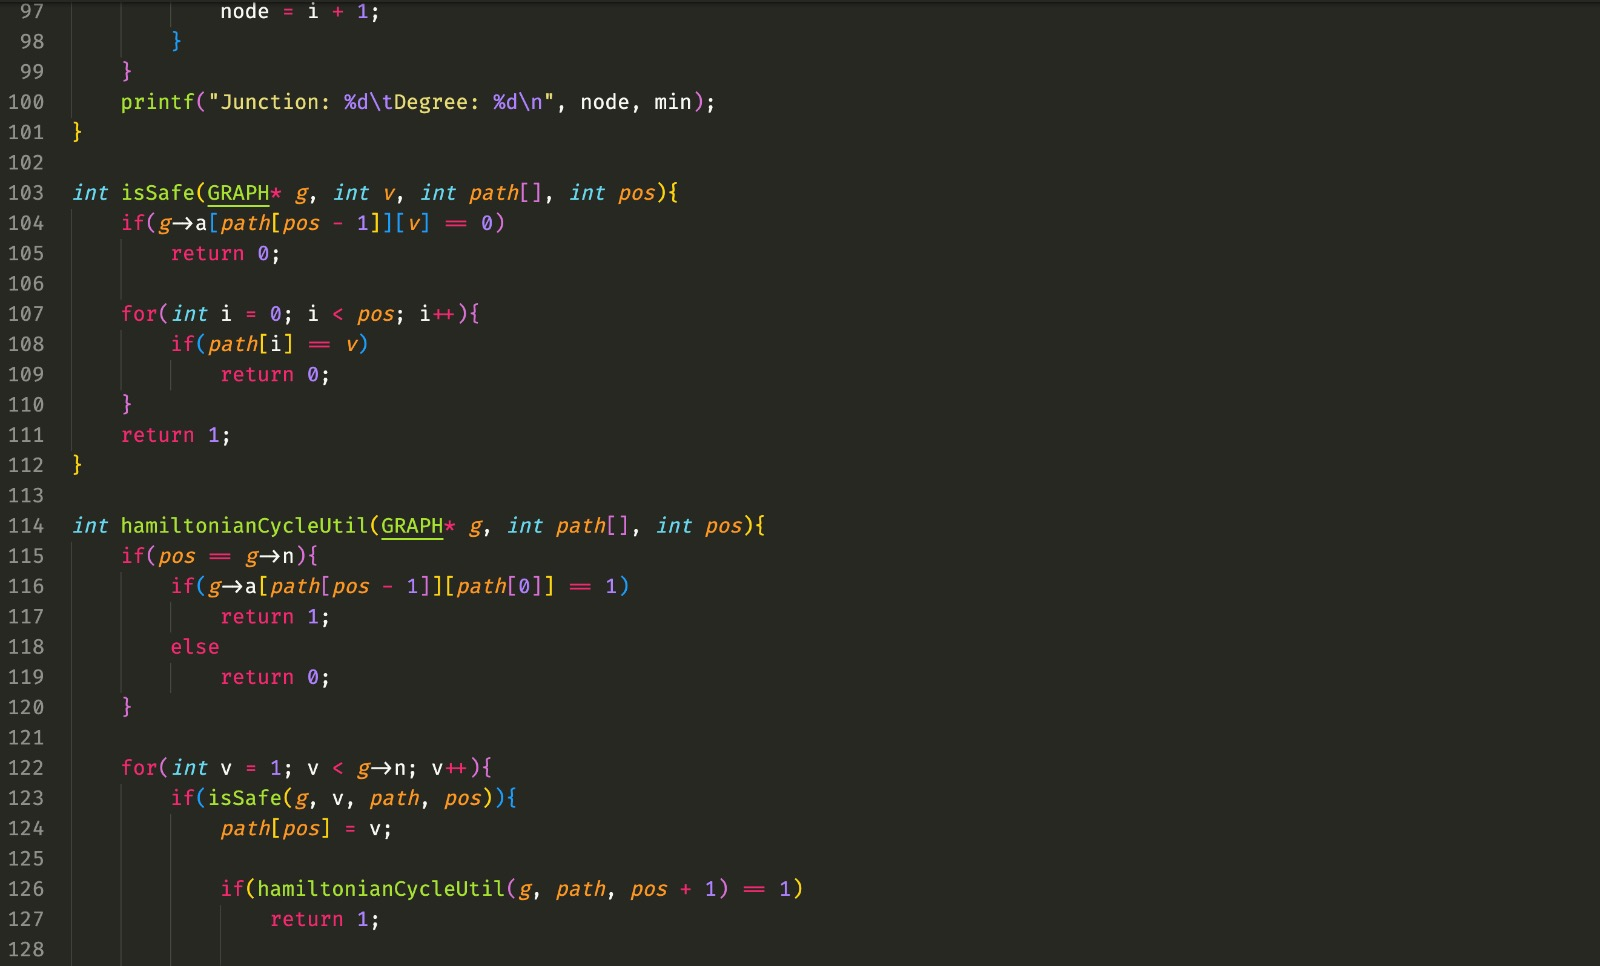 97 node = i + 1;
98 }
99 }
100 printf("Junction: %d\tDegree: %d\n", node, min);
101 }
102
103 int isSafe(GRAPH* g, int v, int path[], int pos){
104 if(g->a[path[pos - 1]][v] == 0)
105 return 0;
106
107 for(int i = 0; i < pos; i++){
108 if(path[i] == v)
109 return 0;
110 }
111 return 1;
112 }
113
114 int hamiltonianCycleUtil(GRAPH* g, int path[], int pos){
115 if(pos == g->n){
116 if(g->a[path[pos - 1]][path[0]] == 1)
117 return 1;
118 else
119 return 0;
120 }
121
122 for(int v = 1; v < g->n; v++){
123 if(isSafe(g, v, path, pos)){
124 path[pos] = v;
125
126 if(hamiltonianCycleUtil(g, path, pos + 1) == 1)
127 return 1;
128